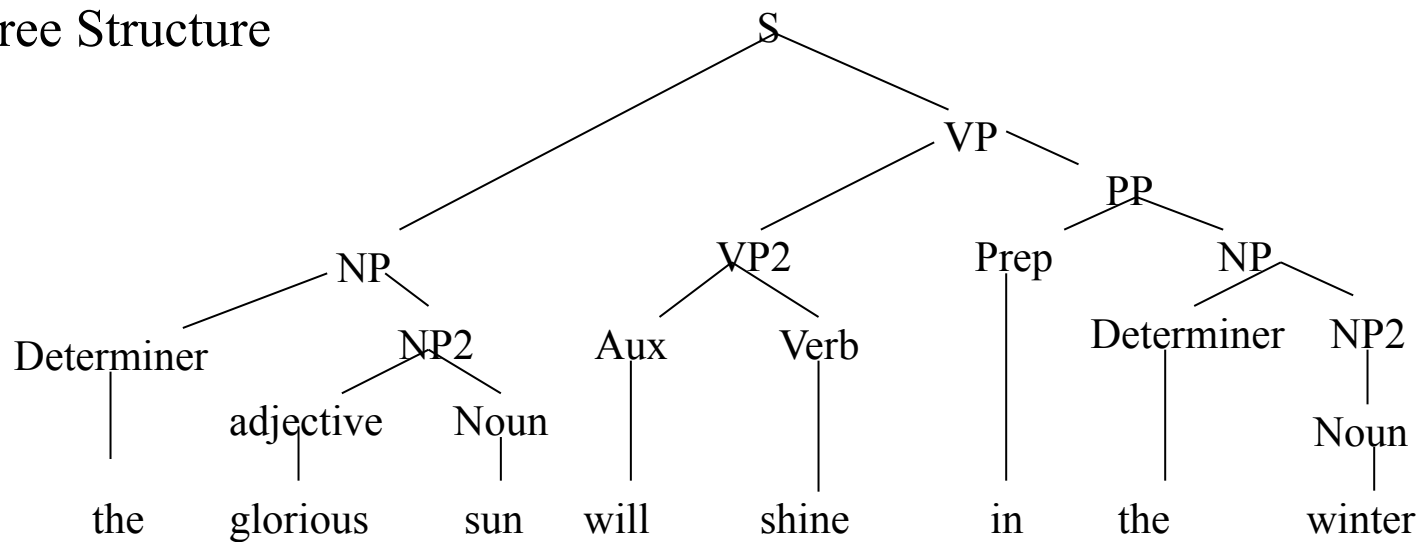 ree Structure
S
VP
PP
NP VP2 Prep NP
Determiner NP2 Aux Verb Determiner NP2
adjective Noun Noun
the glorious sun will shine in the winter